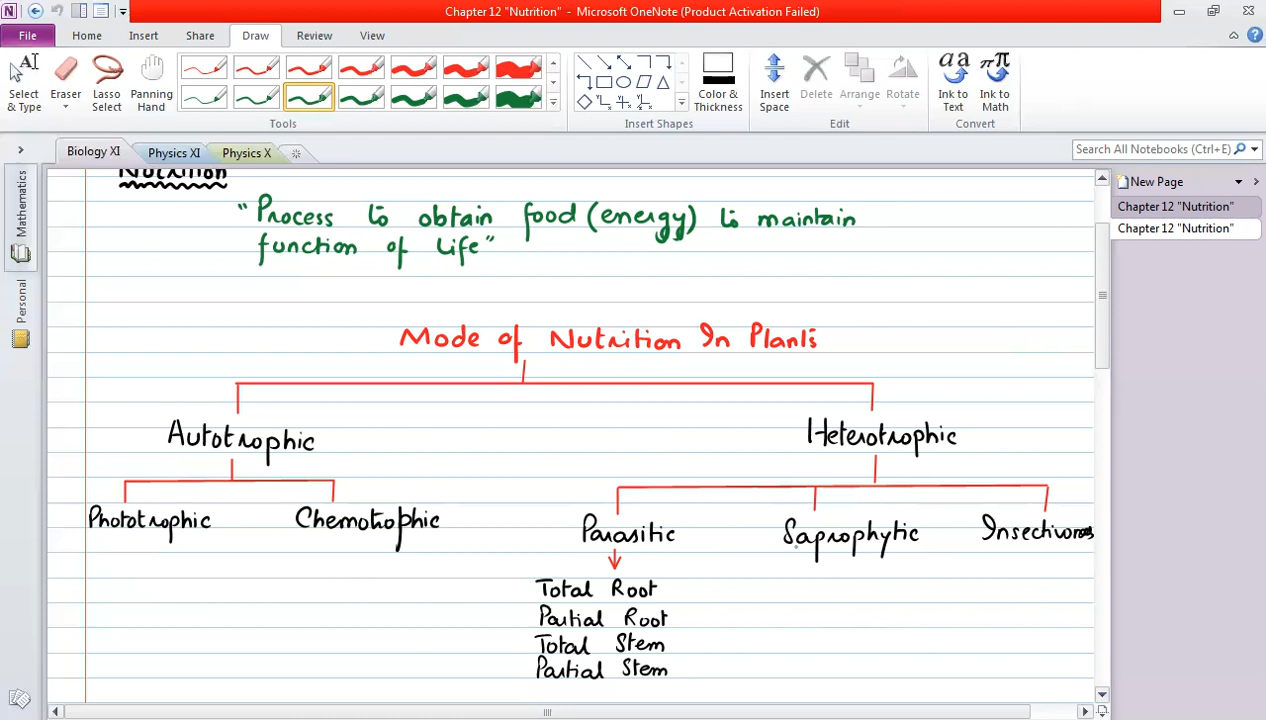 Chapter 12 "Nutrition" - Microsoft OneNote (Product Activation Failed)
File Home Insert Share Draw Review View
Select & Type
Eraser
Lasso Select
Panning Hand
Color & Thickness
Insert Space
Delete
Arrange
Rotate
Ink to Text
Ink to Math
Tools Insert Shapes Edit Convert
Biology XI Physics XI Physics X
Search All Notebooks (Ctrl+E)
New Page
Chapter 12 "Nutrition"
Chapter 12 "Nutrition"
Mathematics
Personal
Nutrition
"Process to obtain food (energy) to maintain
function of Life"
Mode of Nutrition In Plants
Autotrophic Heterotrophic
Phototrophic Chemotrophic Parasitic Saprophytic Insectivorous
Total Root
Partial Root
Total Stem
Partial Stem